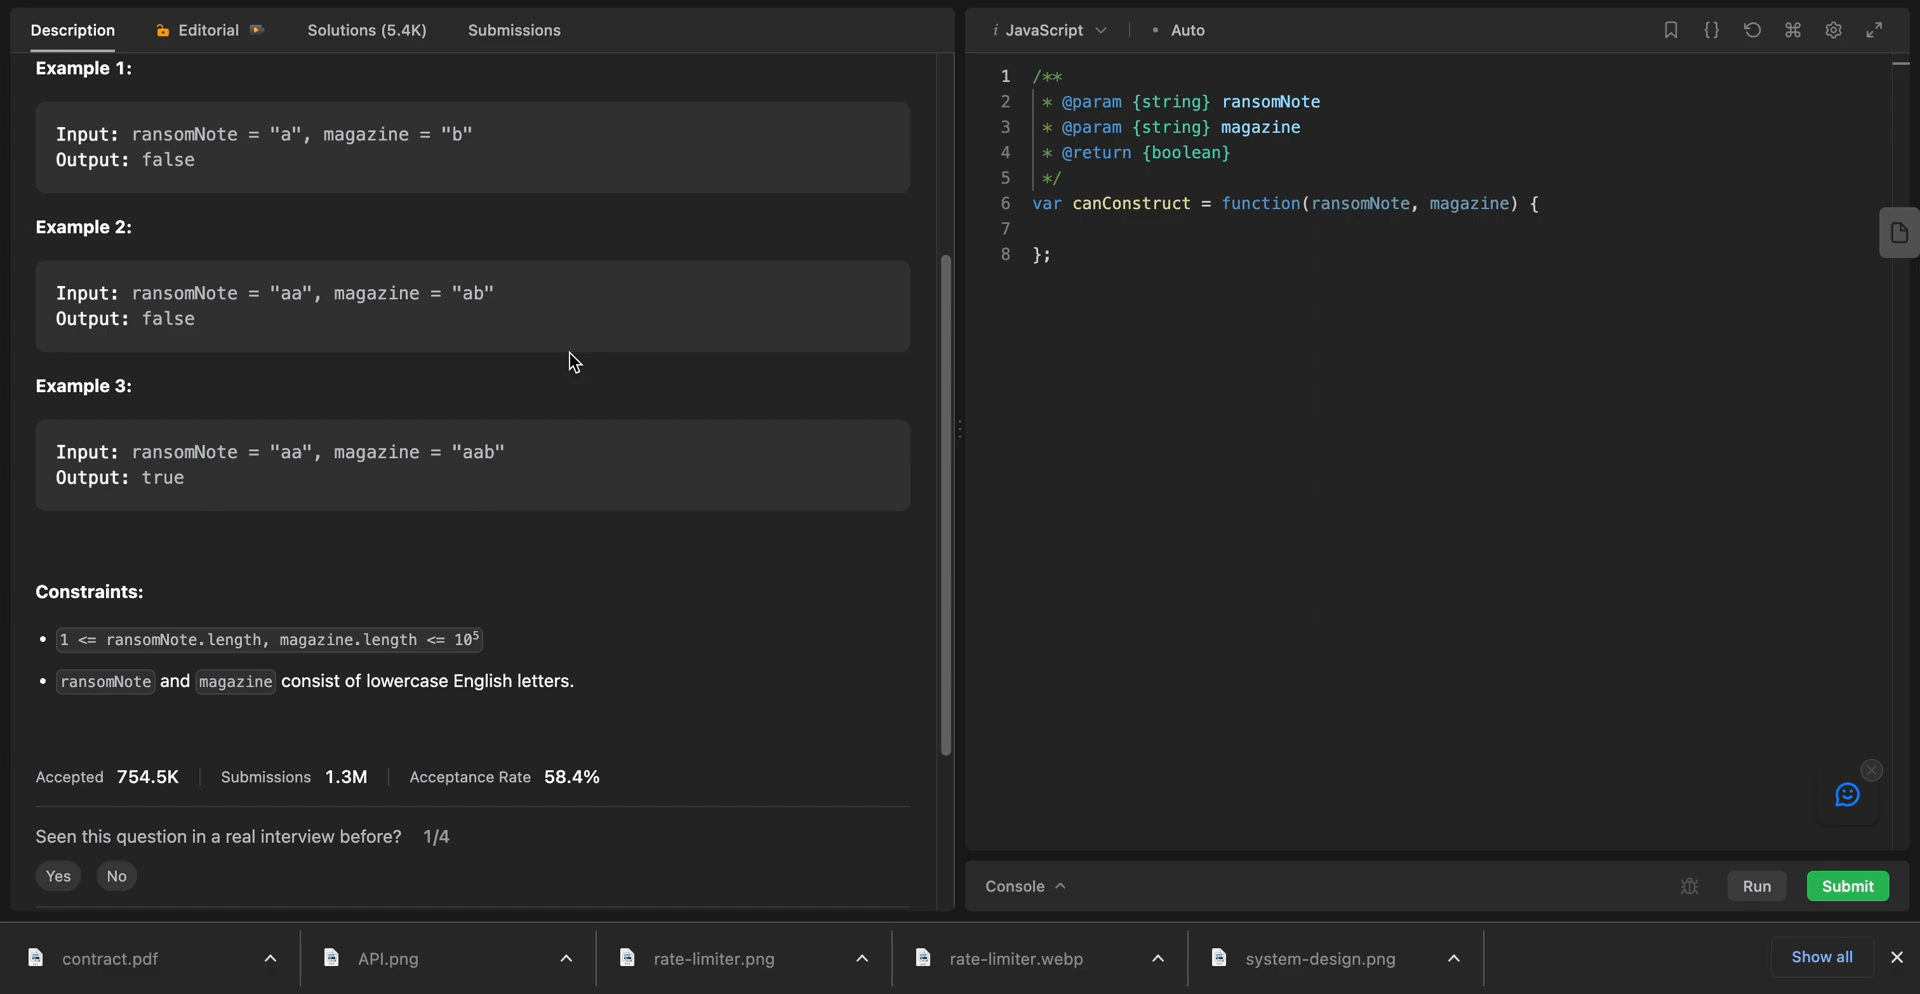 Description Editorial Solutions (5.4K) Submissions
Example 1:
Input: ransomNote = "a", magazine = "b"
Output: false
Example 2:
Input: ransomNote = "aa", magazine = "ab"
Output: false
Example 3:
Input: ransomNote = "aa", magazine = "aab"
Output: true
Constraints:
• 1 <= ransomNote.length, magazine.length <= 10⁵
• ransomNote and magazine consist of lowercase English letters.
Accepted 754.5K Submissions 1.3M Acceptance Rate 58.4%
Seen this question in a real interview before? 1/4
Yes No
i JavaScript • Auto
1 /**
2 * @param {string} ransomNote
3 * @param {string} magazine
4 * @return {boolean}
5 */
6 var canConstruct = function(ransomNote, magazine) {
7
8 };
Console Run Submit
contract.pdf API.png rate-limiter.png rate-limiter.webp system-design.png Show all